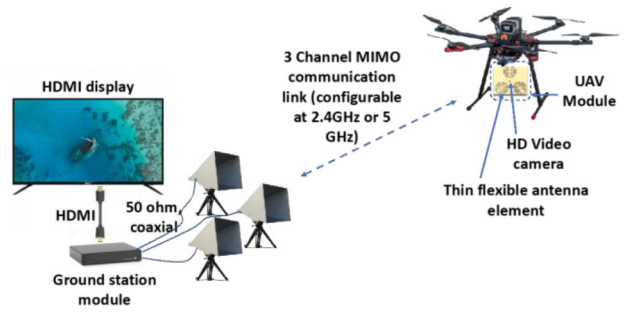 HDMI display
HDMI
50 ohm,
coaxial
Ground station
module
3 Channel MIMO
communication
link (configurable
at 2.4GHz or 5
GHz)
UAV
Module
HD Video
camera
Thin flexible antenna
element